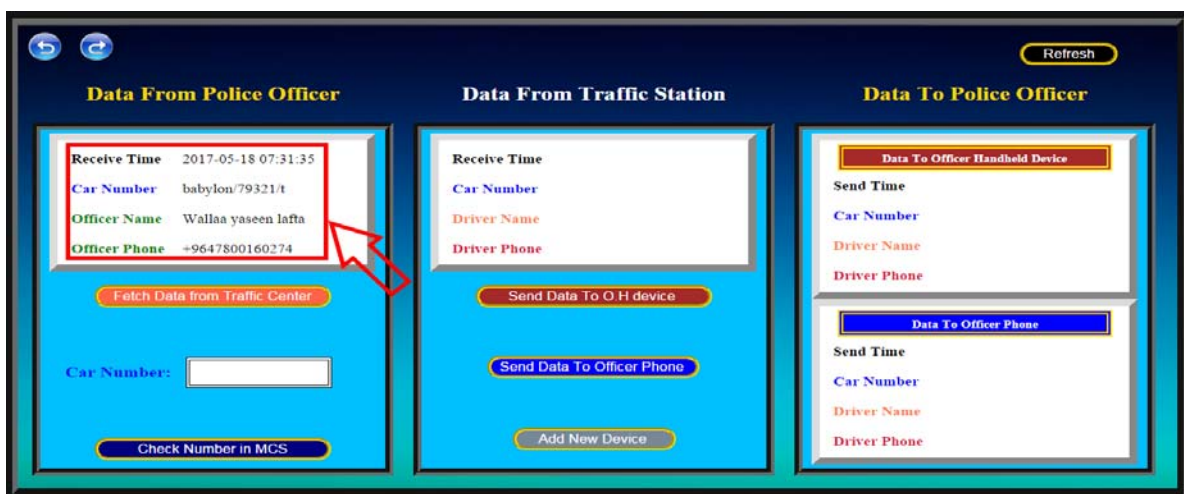 Refresh
Data From Police Officer
Receive Time 2017-05-18 07:31:35
Car Number babylon/79321/t
Officer Name Wallaa yaseen lafta
Officer Phone +9647800160274
Fetch Data from Traffic Center
Car Number:
Check Number in MCS
Data From Traffic Station
Receive Time
Car Number
Driver Name
Driver Phone
Send Data To O.H device
Send Data To Officer Phone
Add New Device
Data To Police Officer
Data To Officer Handheld Device
Send Time
Car Number
Driver Name
Driver Phone
Data To Officer Phone
Send Time
Car Number
Driver Name
Driver Phone